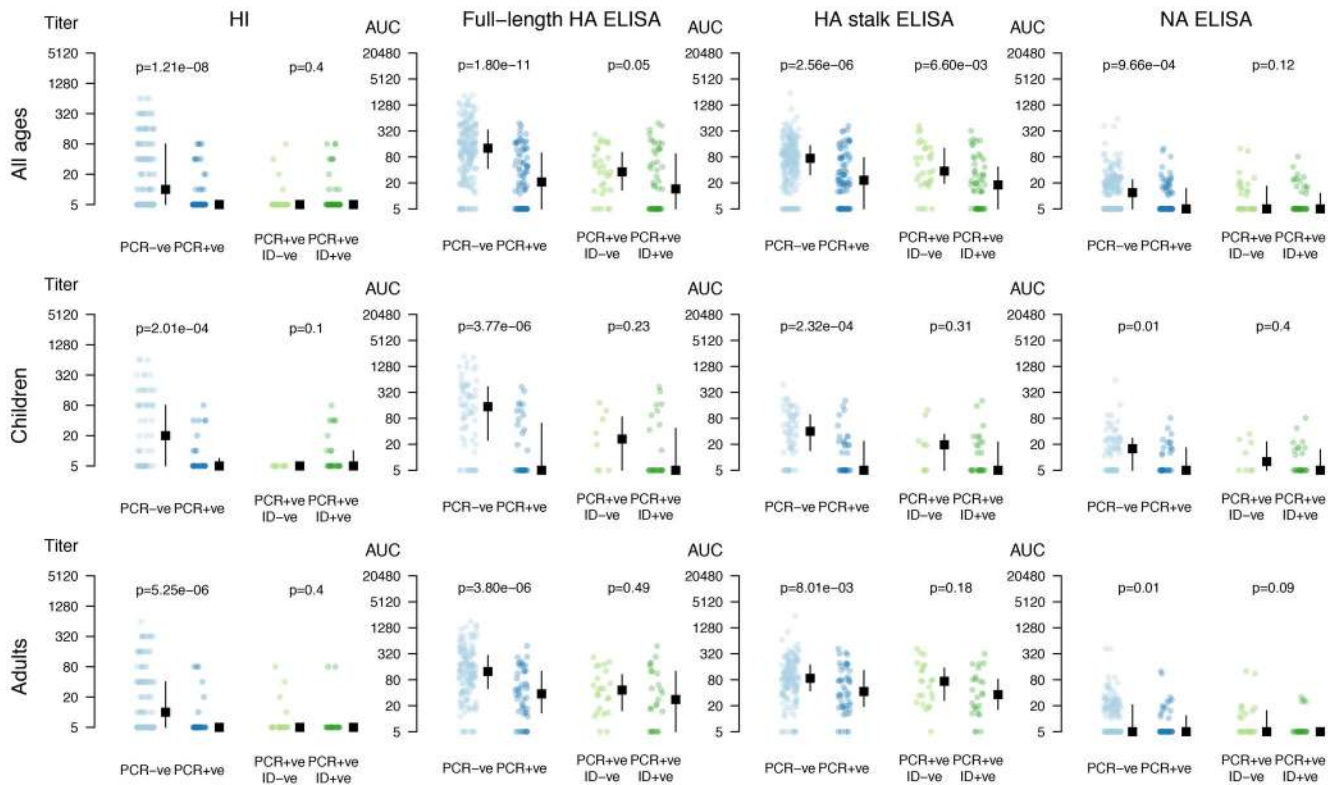 HI Full−length HA ELISA HA stalk ELISA NA ELISA
Titer AUC AUC AUC
All ages
5120 20480 20480 20480
p=1.21e−08 p=0.4 p=1.80e−11 p=0.05 p=2.56e−06 p=6.60e−03 p=9.66e−04 p=0.12
1280 5120 5120 5120
320 1280 1280 1280
80 320 320 320
20 80 80 80
5 20 20 20
5 5 5
PCR−ve PCR+ve PCR+ve ID−ve PCR+ve ID+ve PCR−ve PCR+ve PCR+ve ID−ve PCR+ve ID+ve PCR−ve PCR+ve PCR+ve ID−ve PCR+ve ID+ve PCR−ve PCR+ve PCR+ve ID−ve PCR+ve ID+ve
Titer AUC AUC AUC
Children
5120 20480 20480 20480
p=2.01e−04 p=0.1 p=3.77e−06 p=0.23 p=2.32e−04 p=0.31 p=0.01 p=0.4
1280 5120 5120 5120
320 1280 1280 1280
80 320 320 320
20 80 80 80
5 20 20 20
5 5 5
PCR−ve PCR+ve PCR+ve ID−ve PCR+ve ID+ve PCR−ve PCR+ve PCR+ve ID−ve PCR+ve ID+ve PCR−ve PCR+ve PCR+ve ID−ve PCR+ve ID+ve PCR−ve PCR+ve PCR+ve ID−ve PCR+ve ID+ve
Titer AUC AUC AUC
Adults
5120 20480 20480 20480
p=5.25e−06 p=0.4 p=3.80e−06 p=0.49 p=8.01e−03 p=0.18 p=0.01 p=0.09
1280 5120 5120 5120
320 1280 1280 1280
80 320 320 320
20 80 80 80
5 20 20 20
5 5 5
PCR−ve PCR+ve PCR+ve ID−ve PCR+ve ID+ve PCR−ve PCR+ve PCR+ve ID−ve PCR+ve ID+ve PCR−ve PCR+ve PCR+ve ID−ve PCR+ve ID+ve PCR−ve PCR+ve PCR+ve ID−ve PCR+ve ID+ve